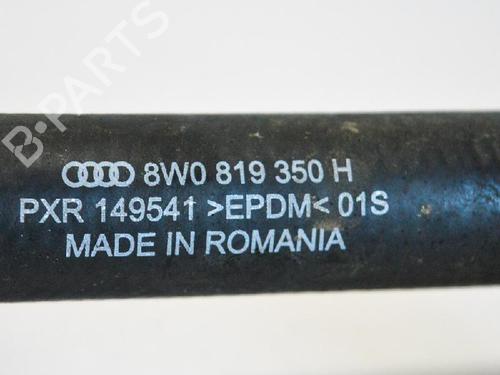 8W0 819 350 H
PXR 149541 >EPDM< 01S
MADE IN ROMANIA
B-PARTS